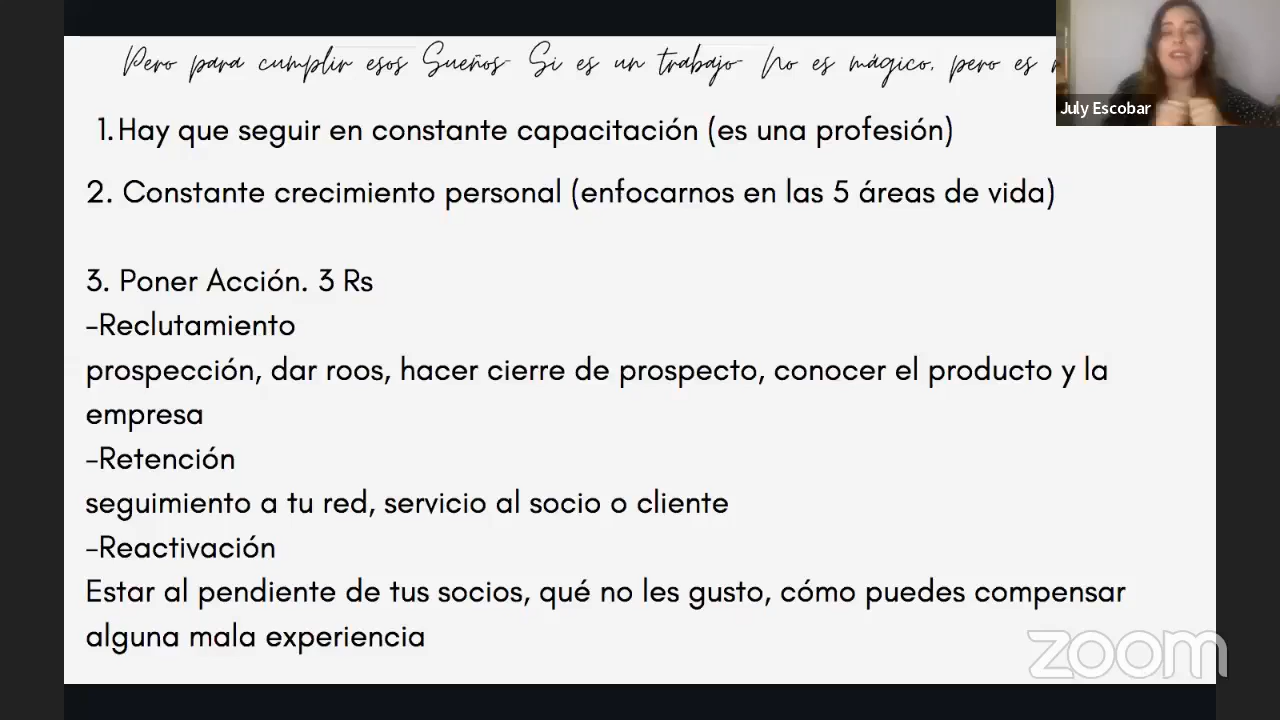 Pero para cumplir esos Sueños- Si es un trabajo- No es mágico, pero es
July Escobar
1.Hay que seguir en constante capacitación (es una profesión)
2. Constante crecimiento personal (enfocarnos en las 5 áreas de vida)
3. Poner Acción. 3 Rs
-Reclutamiento
prospección, dar roos, hacer cierre de prospecto, conocer el producto y la
empresa
-Retención
seguimiento a tu red, servicio al socio o cliente
-Reactivación
Estar al pendiente de tus socios, qué no les gusto, cómo puedes compensar
alguna mala experiencia
zoom